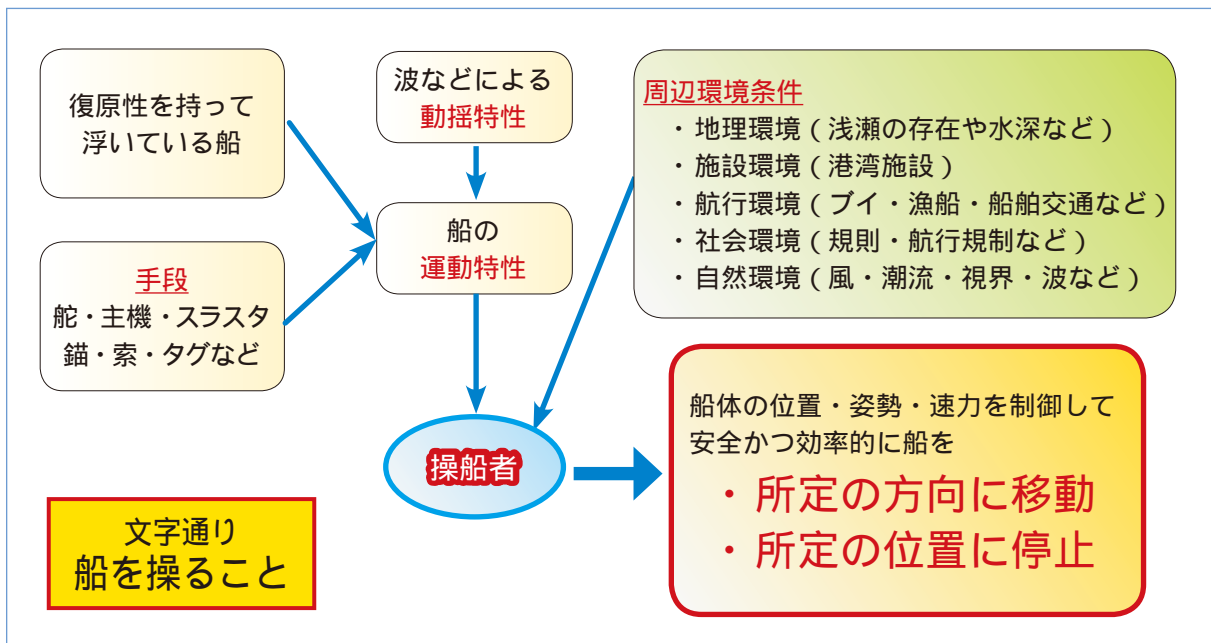 復原性を持って
浮いている船
手段
舵・主機・スラスタ
錨・索・タグなど
波などによる
動揺特性
船の
運動特性
周辺環境条件
・地理環境（浅瀬の存在や水深など）
・施設環境（港湾施設）
・航行環境（ブイ・漁船・船舶交通など）
・社会環境（規則・航行規制など）
・自然環境（風・潮流・視界・波など）
操船者
船体の位置・姿勢・速力を制御して
安全かつ効率的に船を
・所定の方向に移動
・所定の位置に停止
文字通り
船を操ること